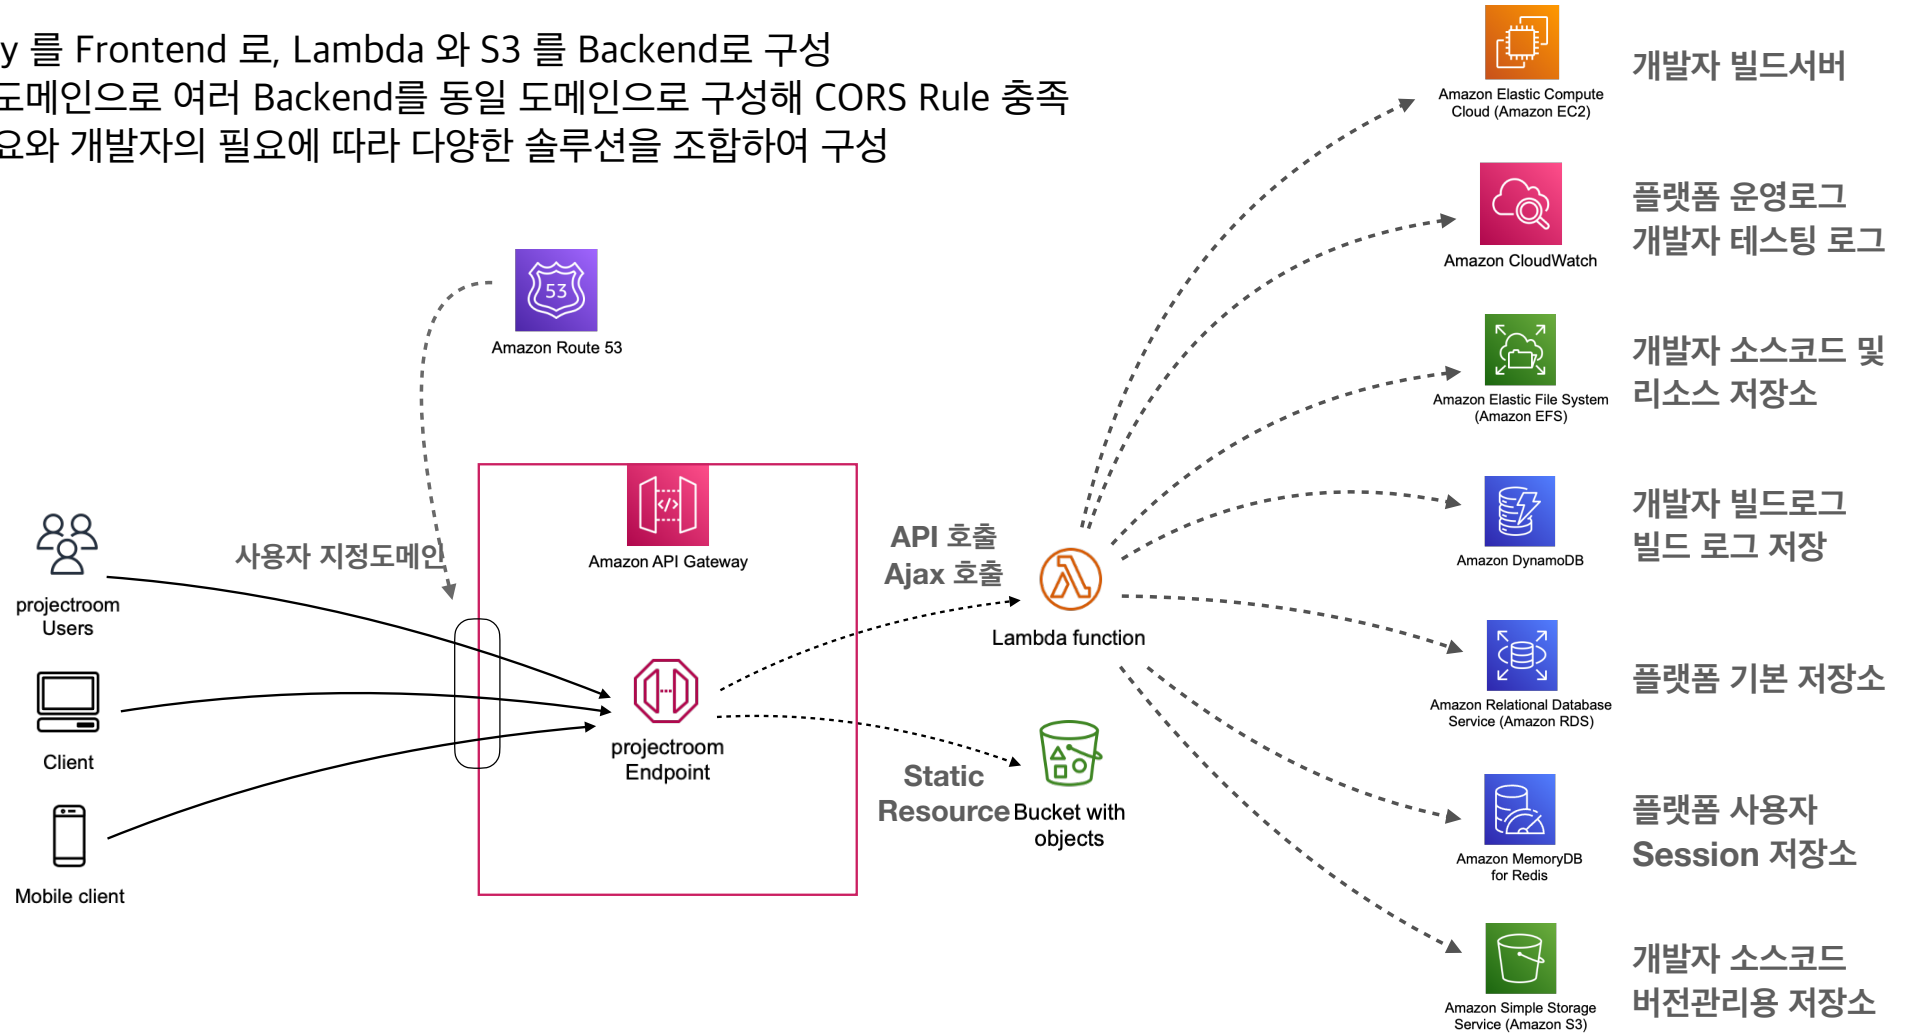 y 를 Frontend 로, Lambda 와 S3 를 Backend로 구성
도메인으로 여러 Backend를 동일 도메인으로 구성해 CORS Rule 충족
요와 개발자의 필요에 따라 다양한 솔루션을 조합하여 구성
53
Amazon Route 53
사용자 지정도메인
Amazon API Gateway
projectroom
Users
Client
Mobile client
projectroom
Endpoint
API 호출
Ajax 호출
Lambda function
Static
Resource
Bucket with
objects
Amazon Elastic Compute
Cloud (Amazon EC2)
개발자 빌드서버
Amazon CloudWatch
플랫폼 운영로그
개발자 테스팅 로그
Amazon Elastic File System
(Amazon EFS)
개발자 소스코드 및
리소스 저장소
Amazon DynamoDB
개발자 빌드로그
빌드 로그 저장
Amazon Relational Database
Service (Amazon RDS)
플랫폼 기본 저장소
Amazon MemoryDB
for Redis
플랫폼 사용자
Session 저장소
Amazon Simple Storage
Service (Amazon S3)
개발자 소스코드
버전관리용 저장소